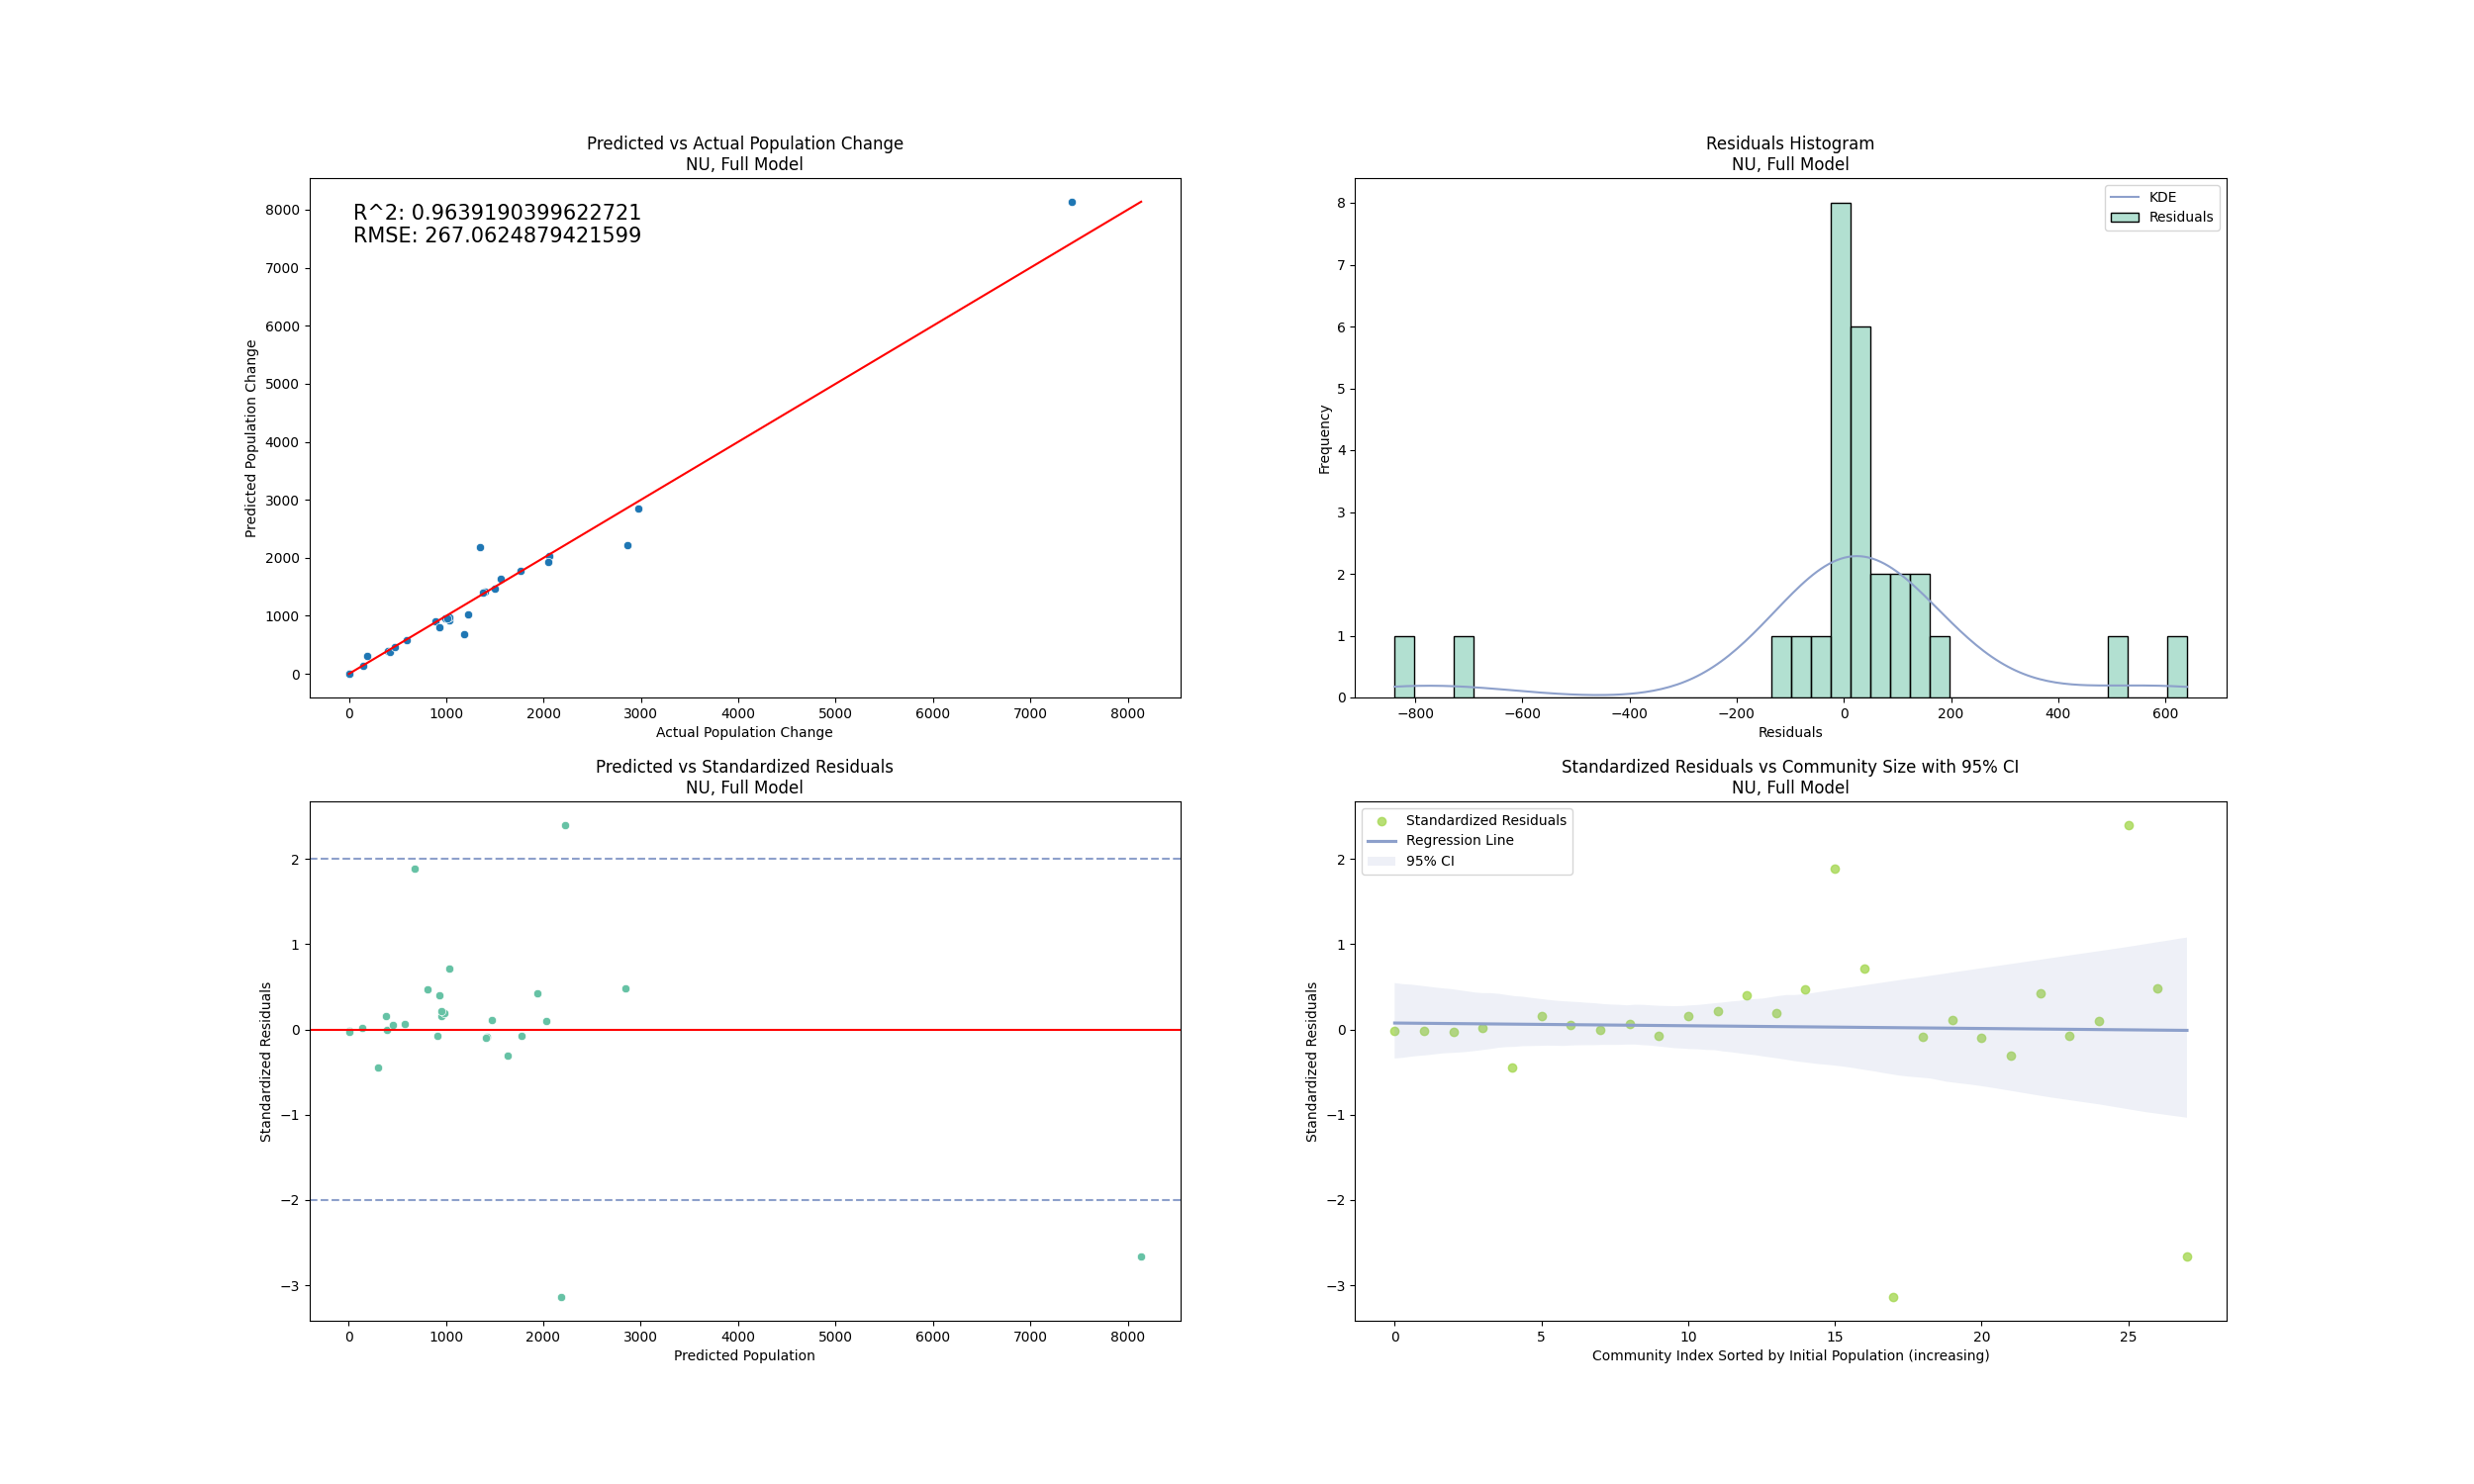 Predicted vs Actual Population Change
NU, Full Model
R^2: 0.9639190399622721
RMSE: 267.0624879421599
8000
7000
6000
5000
4000
3000
2000
1000
0
Predicted Population Change
0 1000 2000 3000 4000 5000 6000 7000 8000
Actual Population Change
Residuals Histogram
NU, Full Model
KDE
Residuals
8
7
6
5
4
3
2
1
0
Frequency
−800 −600 −400 −200 0 200 400 600
Residuals
Predicted vs Standardized Residuals
NU, Full Model
2
1
0
−1
−2
−3
Standardized Residuals
0 1000 2000 3000 4000 5000 6000 7000 8000
Predicted Population
Standardized Residuals vs Community Size with 95% CI
NU, Full Model
Standardized Residuals
Regression Line
95% CI
2
1
0
−1
−2
−3
Standardized Residuals
0 5 10 15 20 25
Community Index Sorted by Initial Population (increasing)